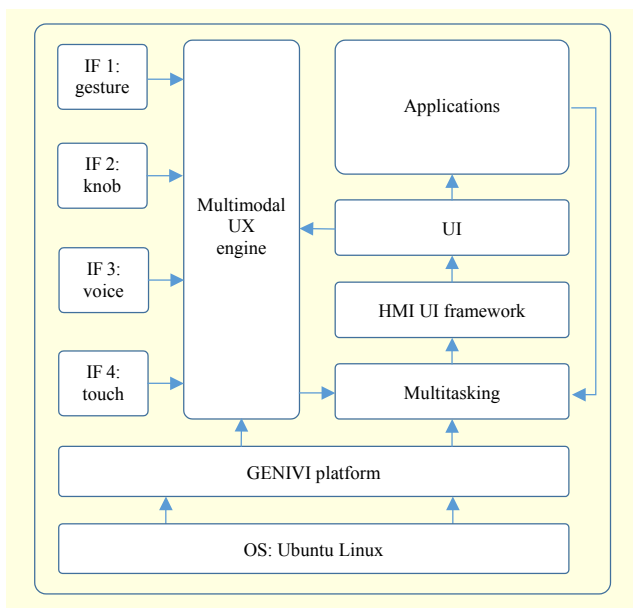 IF 1:
gesture
IF 2:
knob
IF 3:
voice
IF 4:
touch
Multimodal
UX
engine
Applications
UI
HMI UI framework
Multitasking
GENIVI platform
OS: Ubuntu Linux